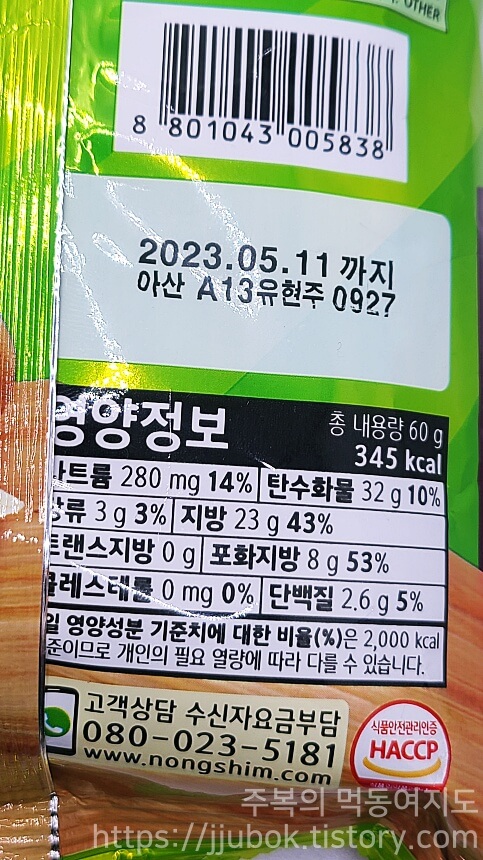 OTHER
8 801043 005838
2023.05.11 까지
아산 A13유현주 0927
영양정보
총 내용량 60 g
345 kcal
나트륨 280 mg 14% 탄수화물 32 g 10%
당류 3 g 3% 지방 23 g 43%
트랜스지방 0 g 포화지방 8 g 53%
콜레스테롤 0 mg 0% 단백질 2.6 g 5%
1일 영양성분 기준치에 대한 비율(%)은 2,000 kcal
기준이므로 개인의 필요 열량에 따라 다를 수 있습니다.
고객상담 수신자요금부담
080-023-5181
www.nongshim.com
식품안전관리인증
HACCP
주복의 먹동여지도
https://jjubok.tistory.com